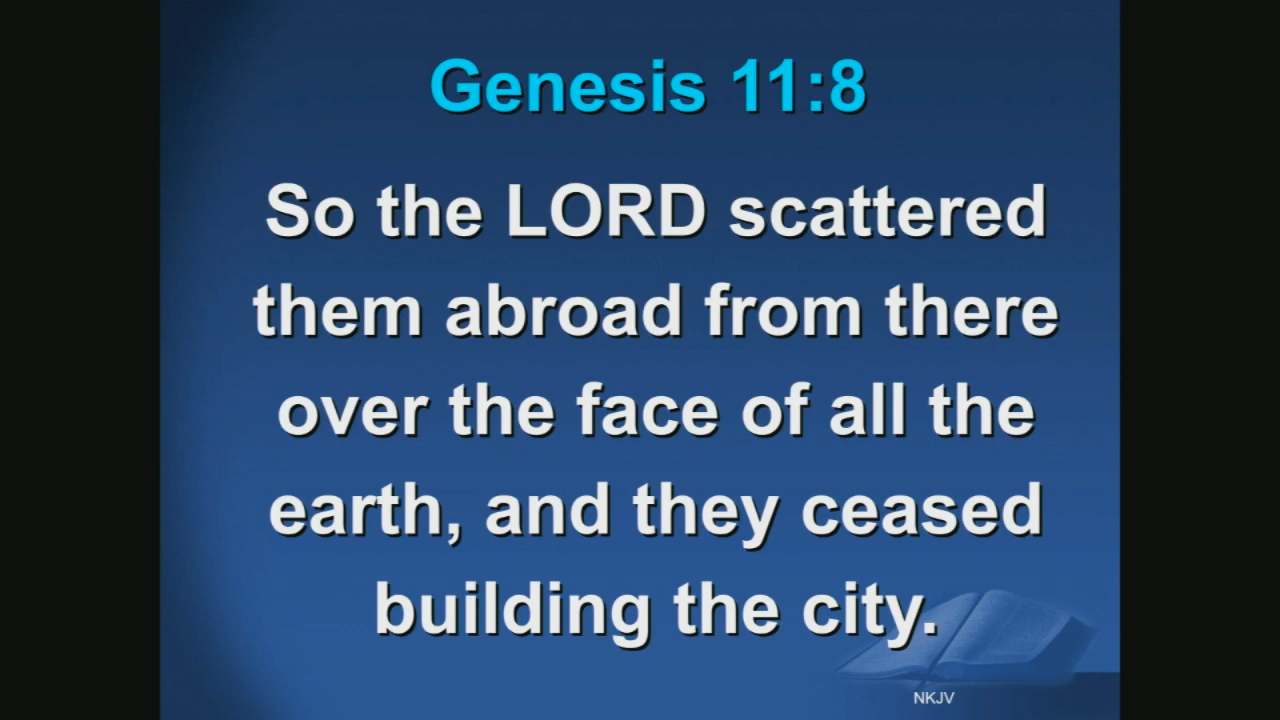 Genesis 11:8
So the LORD scattered
them abroad from there
over the face of all the
earth, and they ceased
building the city.
NKJV